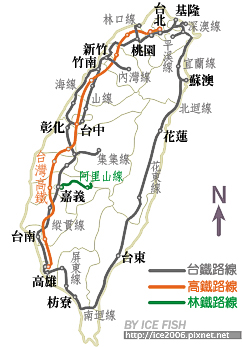 基隆
台北
林口線
深澳線
桃園
平溪線
宜蘭線
新竹
竹南
內灣線
蘇澳
海線
山線
北迴線
台中
彰化
花蓮
集集線
台灣高鐵
阿里山線
花東線
嘉義
縱貫線
台南
屏東線
台東
高雄
枋寮
南迴線
N
台鐵路線
高鐵路線
林鐵路線
BY ICE FISH
http://ice2006.pixnet.net